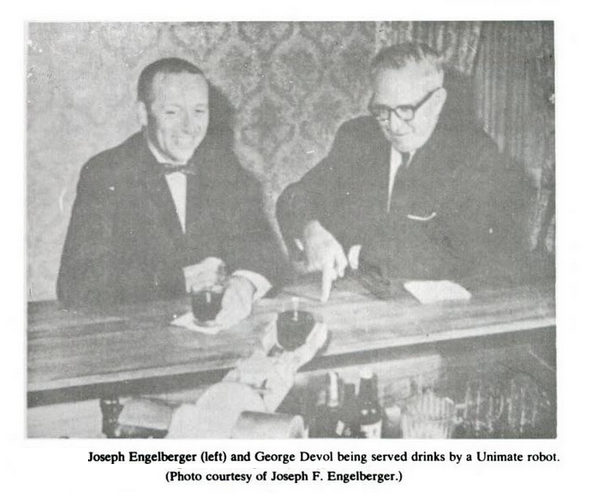 Joseph Engelberger (left) and George Devol being served drinks by a Unimate robot.
(Photo courtesy of Joseph F. Engelberger.)